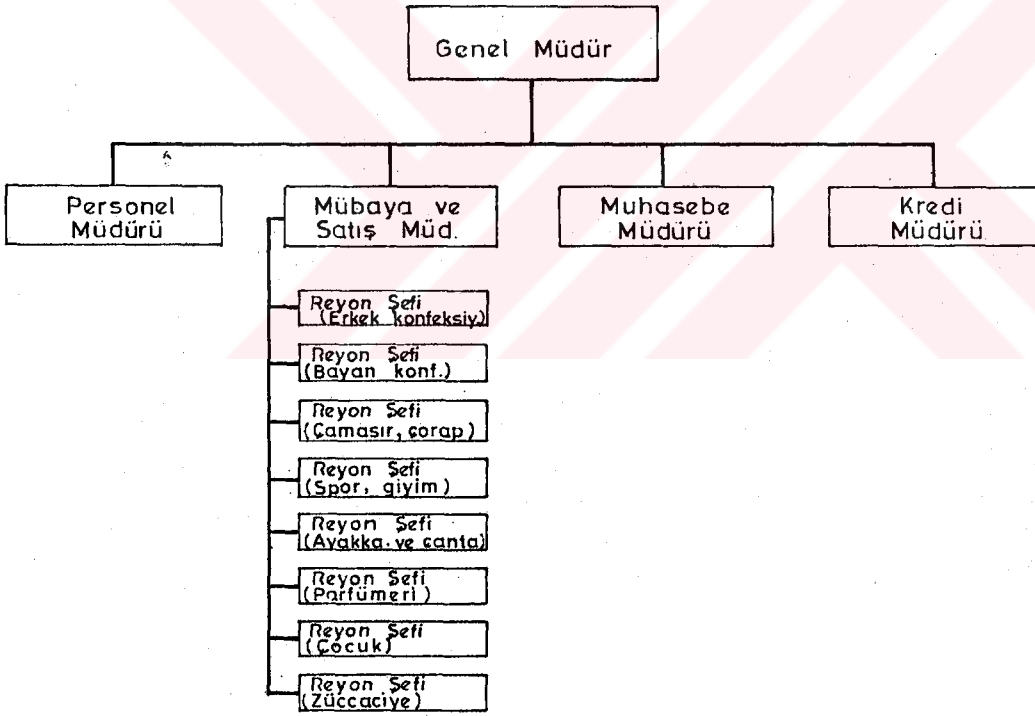 Genel Müdür
Personel
Müdürü
Mübaya ve
Satış Müd.
Muhasebe
Müdürü
Kredi
Müdürü
Reyon Şefi
(Erkek konfeksiy)
Reyon Şefi
(Bayan konf.)
Reyon Şefi
(Çamaşır, çorap)
Reyon Şefi
(Spor, giyim)
Reyon Şefi
(Ayakka. ve çanta)
Reyon Şefi
(Parfümeri)
Reyon Şefi
(Çocuk)
Reyon Şefi
(Züccaciye)